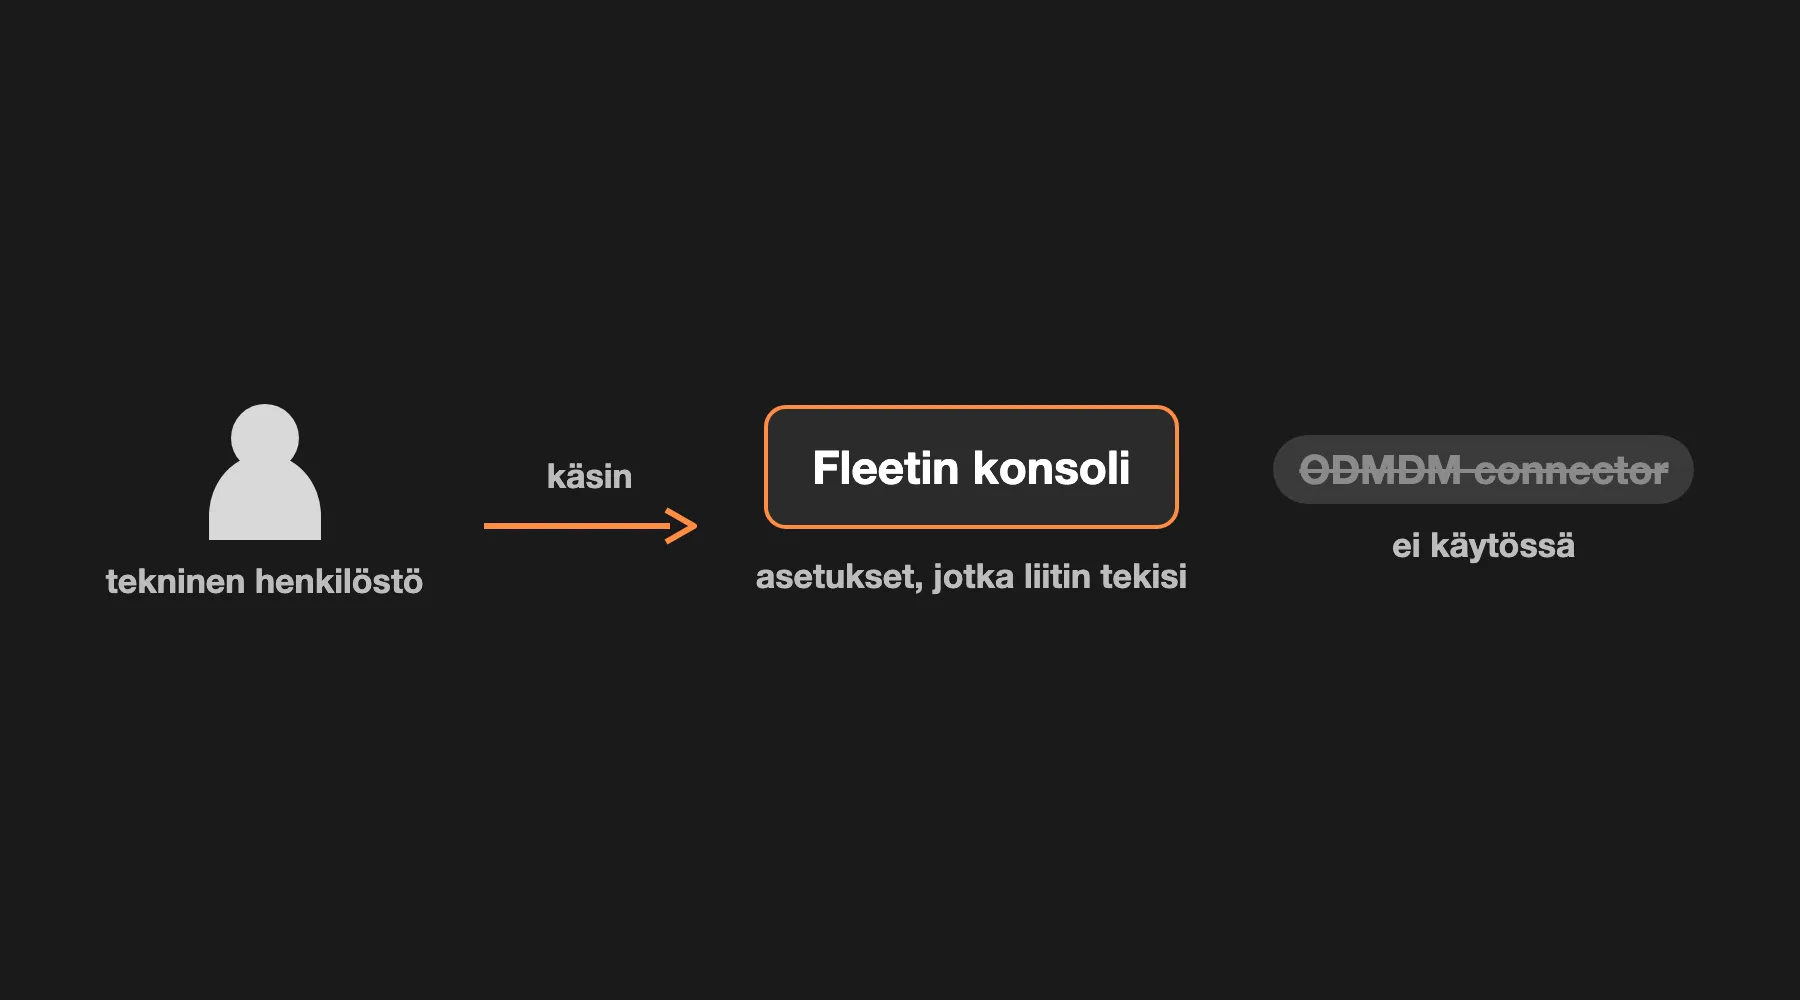 tekninen henkilöstö
käsin
Fleetin konsoli
asetukset, jotka liitin tekisi
ODMDM connector
ei käytössä